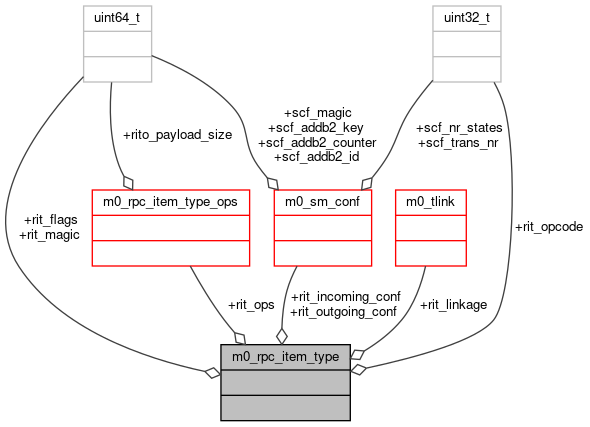 uint64_t
uint32_t
+scf_magic
+scf_addb2_key
+scf_addb2_counter
+scf_addb2_id
+rito_payload_size
+scf_nr_states
+scf_trans_nr
m0_rpc_item_type_ops
m0_sm_conf
m0_tlink
+rit_flags
+rit_magic
+rit_opcode
+rit_ops
+rit_incoming_conf
+rit_outgoing_conf
+rit_linkage
m0_rpc_item_type